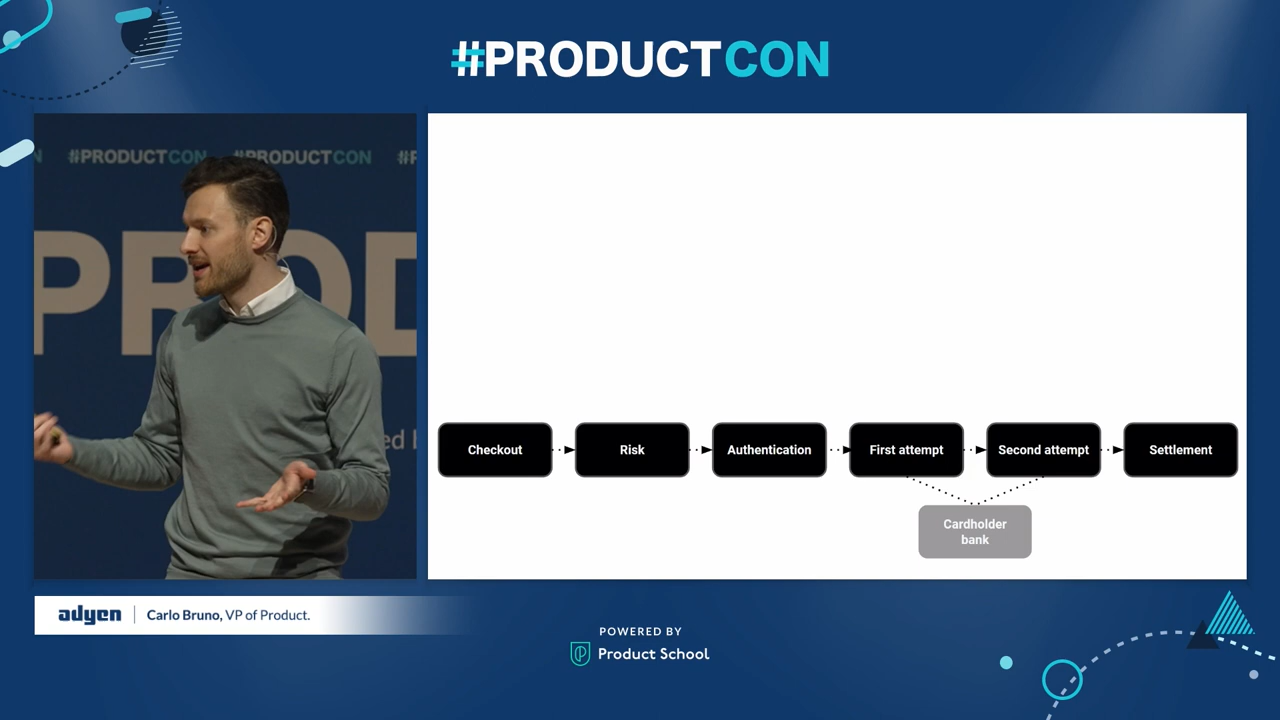 #PRODUCTCON
N #PRODUCTCON #PRODUCTCON #P
PROD
ed b
Checkout
Risk
Authentication
First attempt
Second attempt
Settlement
Cardholder
bank
adyen
Carlo Bruno, VP of Product.
POWERED BY
Product School